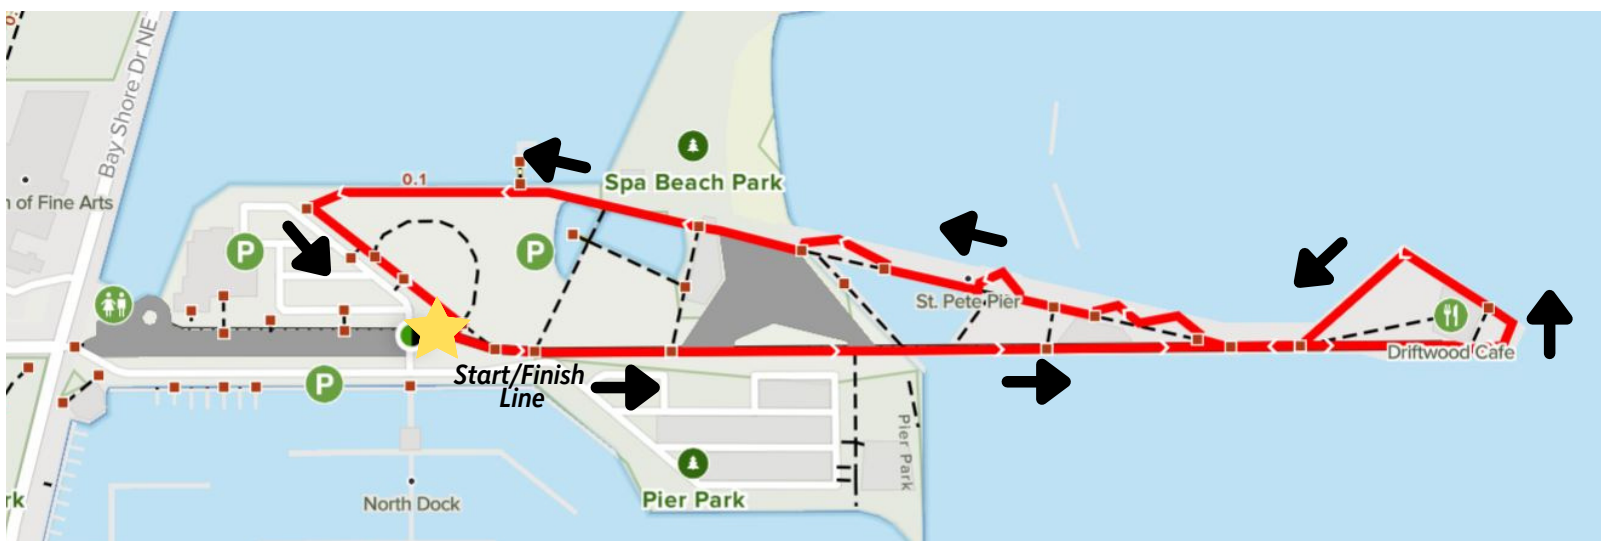 Bay Shore Dr NE
n of Fine Arts
P
0.1
Spa Beach Park
P
St. Pete Pier
Driftwood Cafe
Start/Finish
Line
P
Pier Park
North Dock
Pier Park
rk